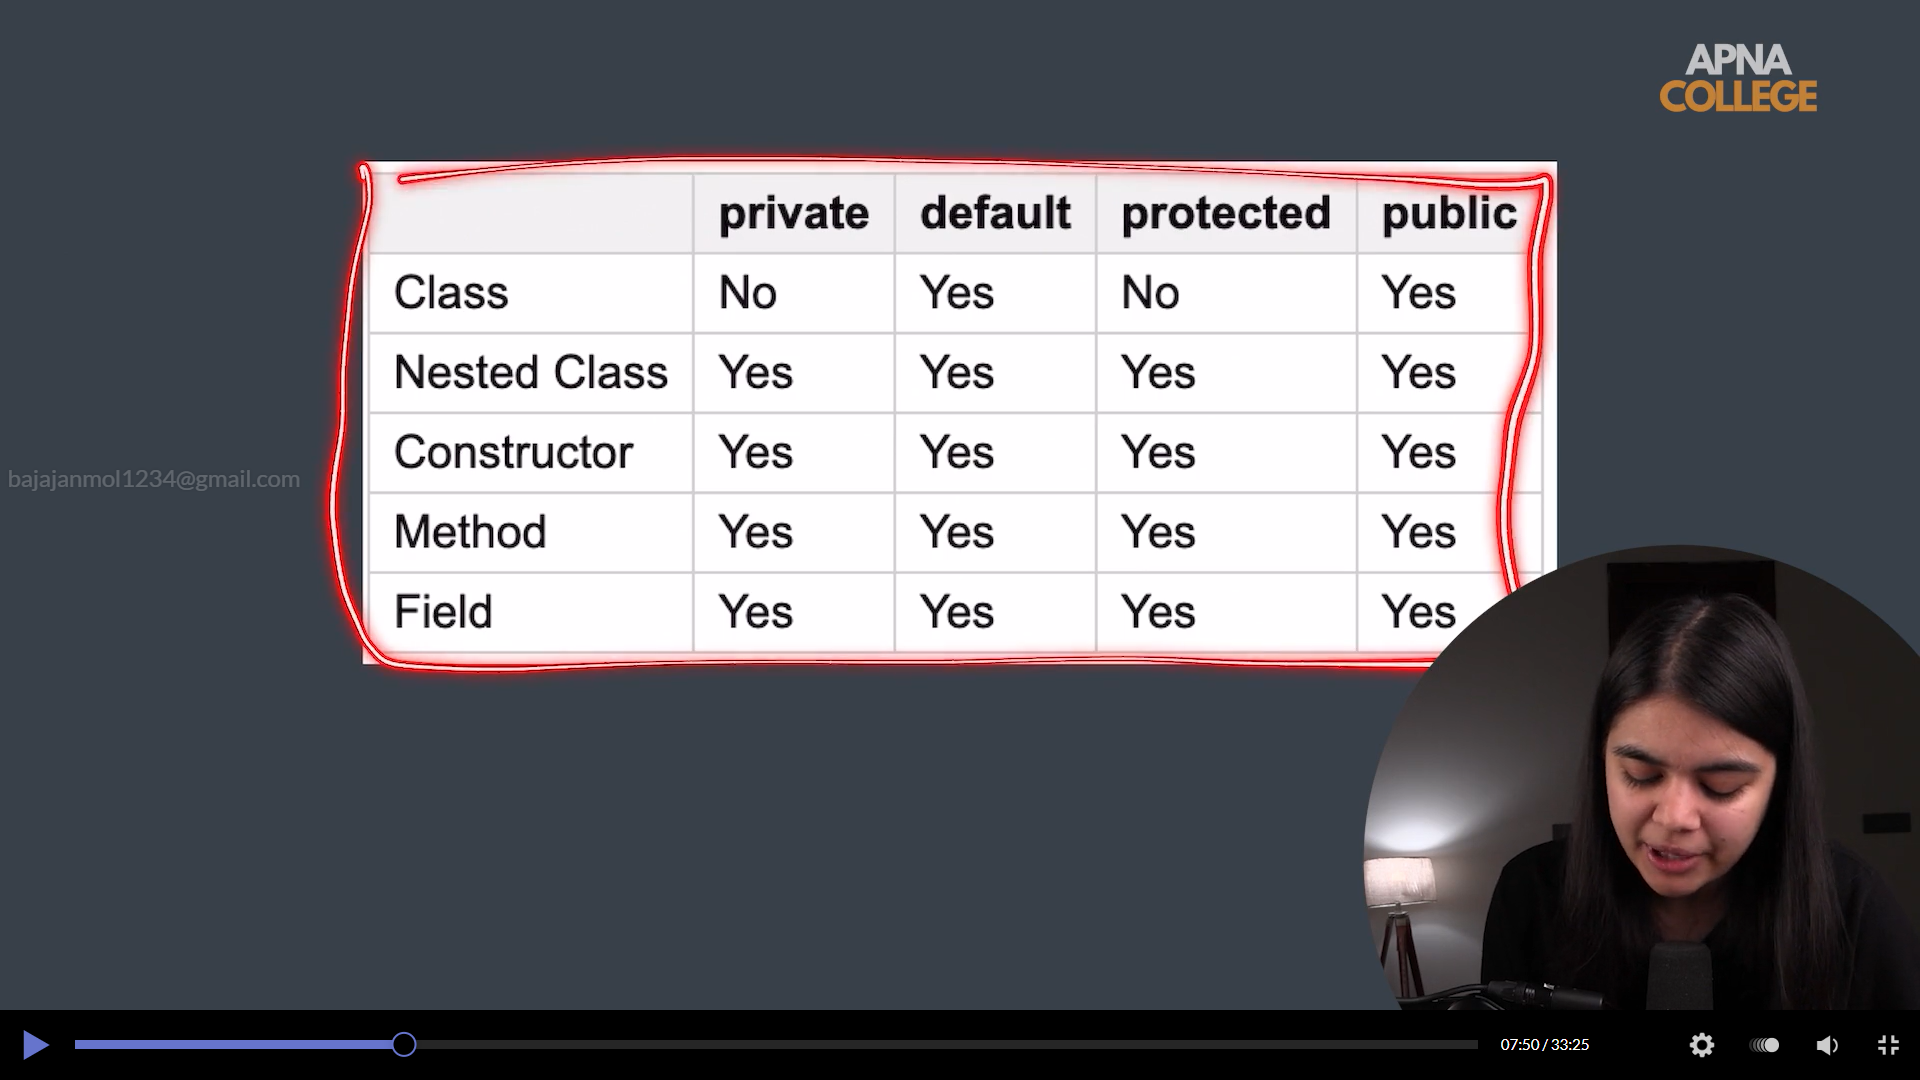 APNA
COLLEGE
private default protected public
Class No Yes No Yes
Nested Class Yes Yes Yes Yes
Constructor Yes Yes Yes Yes
bajajanmol1234@gmail.com
Method Yes Yes Yes Yes
Field Yes Yes Yes Yes
07:50 / 33:25